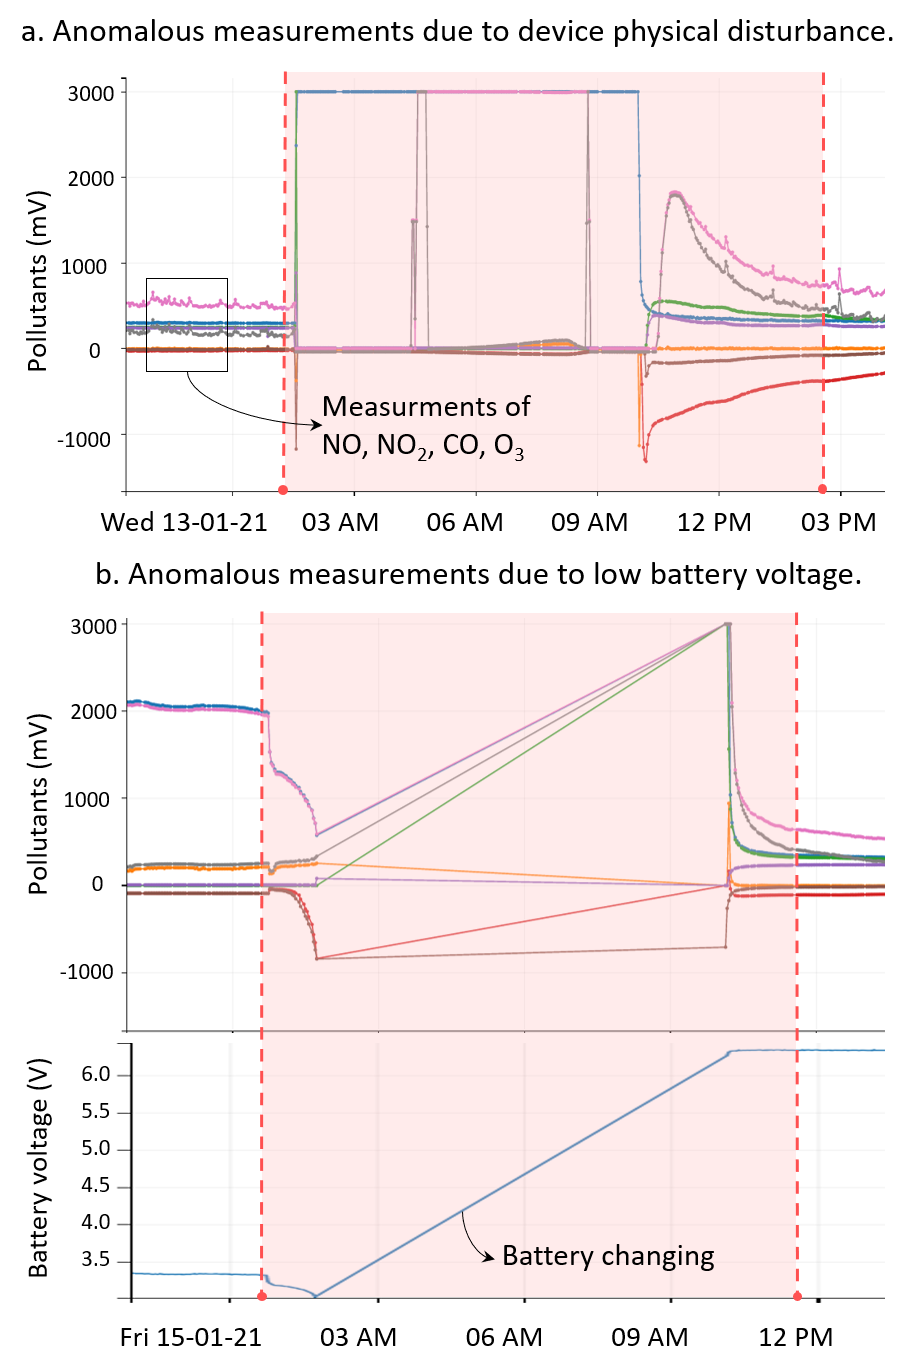 a. Anomalous measurements due to device physical disturbance.
3000
2000
1000
0
-1000
Pollutants (mV)
Measurments of
NO, NO₂, CO, O₃
Wed 13-01-21 03 AM 06 AM 09 AM 12 PM 03 PM
b. Anomalous measurements due to low battery voltage.
3000
2000
1000
0
-1000
Pollutants (mV)
6.0
5.5
5.0
4.5
4.0
3.5
Battery voltage (V)
Battery changing
Fri 15-01-21 03 AM 06 AM 09 AM 12 PM